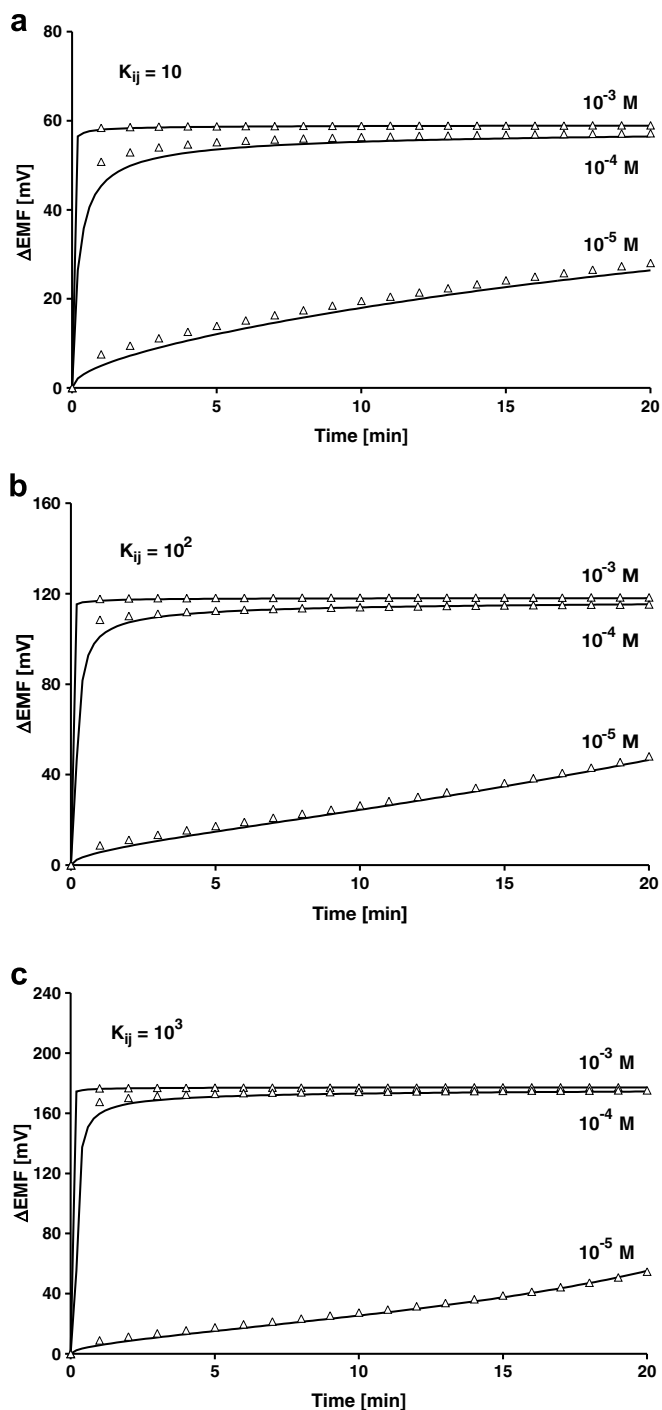 a
80
K_ij = 10
10^-3 M
60
10^-4 M
40
ΔEMF [mV]
10^-5 M
20
0
0 5 10 15 20
Time [min]
b
160
K_ij = 10^2
10^-3 M
120
10^-4 M
80
ΔEMF [mV]
10^-5 M
40
0
0 5 10 15 20
Time [min]
c
240
K_ij = 10^3
200
10^-3 M
160
10^-4 M
120
ΔEMF [mV]
80
10^-5 M
40
0
0 5 10 15 20
Time [min]